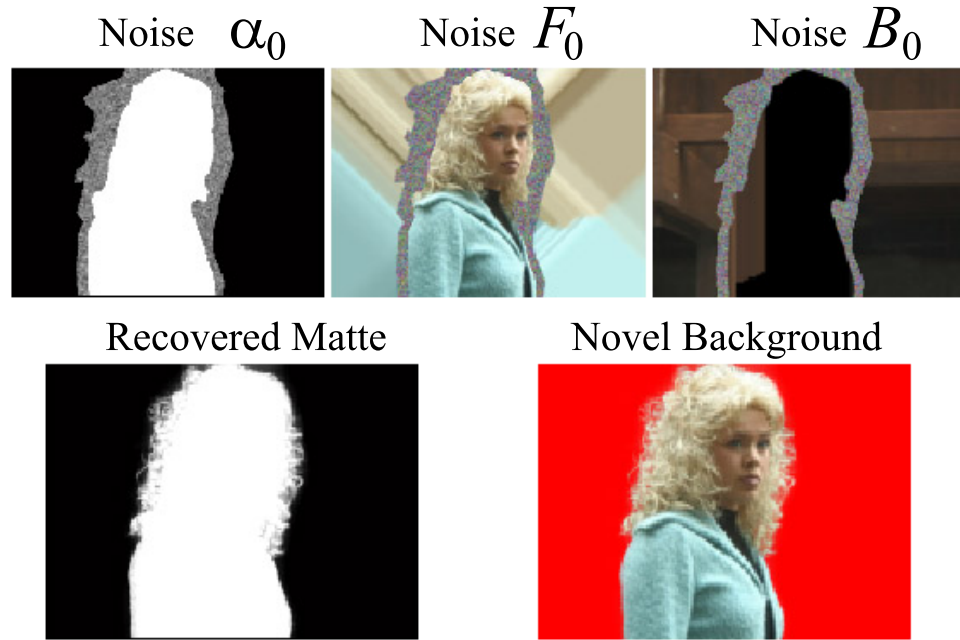 Noise α₀ Noise F₀ Noise B₀
Recovered Matte Novel Background